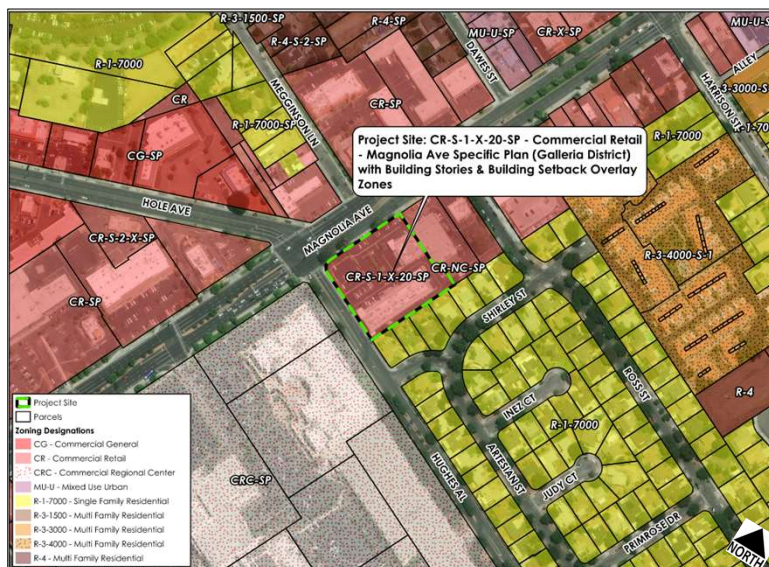 R-3-1500-SP
R-4-SP
R-4-S-2-SP
MU-U-SP
DAWES ST
CR-X-SP
MU-U-S
R-1-7000
CR
MEGGINSON LN
CR-SP
R-1-7000-SP
HARRISON ST
ALLEY
3-3000-SP
R-1-70
R-1-7000
CG-SP
Project Site: CR-S-1-X-20-SP - Commercial Retail
- Magnolia Ave Specific Plan (Galleria District)
with Building Stories & Building Setback Overlay
Zones
HOLE AVE
MAGNOLIA AVE
CR-S-2-X-SP
CR-SP
CR-S-1-X-20-SP
CR-NC-SP
R-3-4000-S-1
SHIRLEY ST
ROSS ST
R-4
INEZ CT
R-1-7000
ARTESIAN ST
JUDY CT
HUGHES AL
PRIMROSE DR
CRC-SP
Project Site
Parcels
Zoning Designations
CG - Commercial General
CR - Commercial Retail
CRC - Commercial Regional Center
MU-U - Mixed Use Urban
R-1-7000 - Single Family Residential
R-3-1500 - Multi Family Residential
R-3-3000 - Multi Family Residential
R-3-4000 - Multi Family Residential
R-4 - Multi Family Residential
NORTH